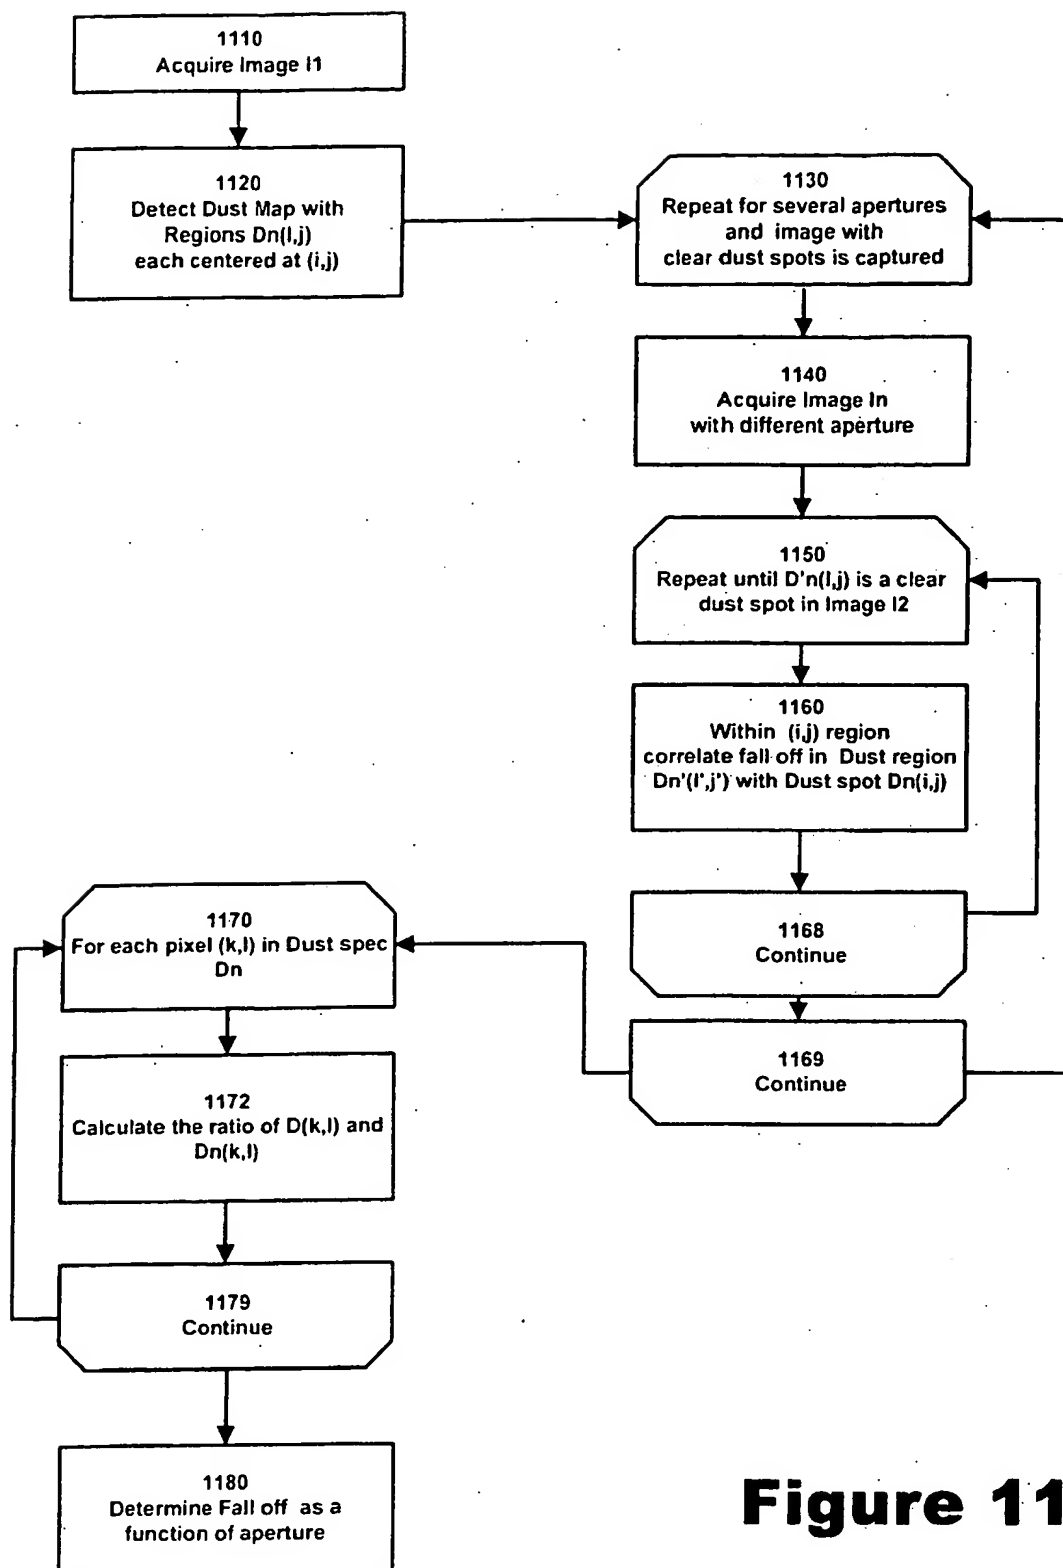 1110
Acquire Image I1
1120
Detect Dust Map with
Regions Dn(I,j)
each centered at (i,j)
1130
Repeat for several apertures
and image with
clear dust spots is captured
1140
Acquire Image In
with different aperture
1150
Repeat until D'n(I,j) is a clear
dust spot in Image I2
1160
Within (i,j) region
correlate fall off in Dust region
Dn'(I',j') with Dust spot Dn(i,j)
1168
Continue
1169
Continue
1170
For each pixel (k,l) in Dust spec
Dn
1172
Calculate the ratio of D(k,l) and
Dn(k,l)
1179
Continue
1180
Determine Fall off as a
function of aperture
Figure 11